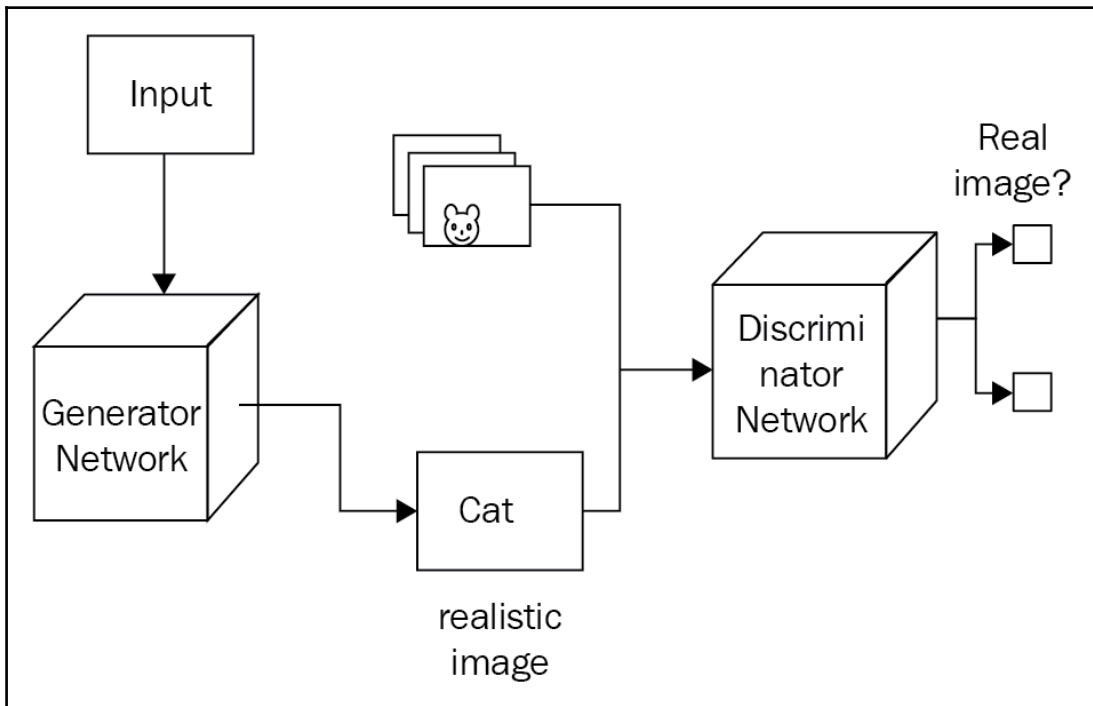 Input
Real
image?
Discrimi
nator
Network
Generator
Network
Cat
realistic
image